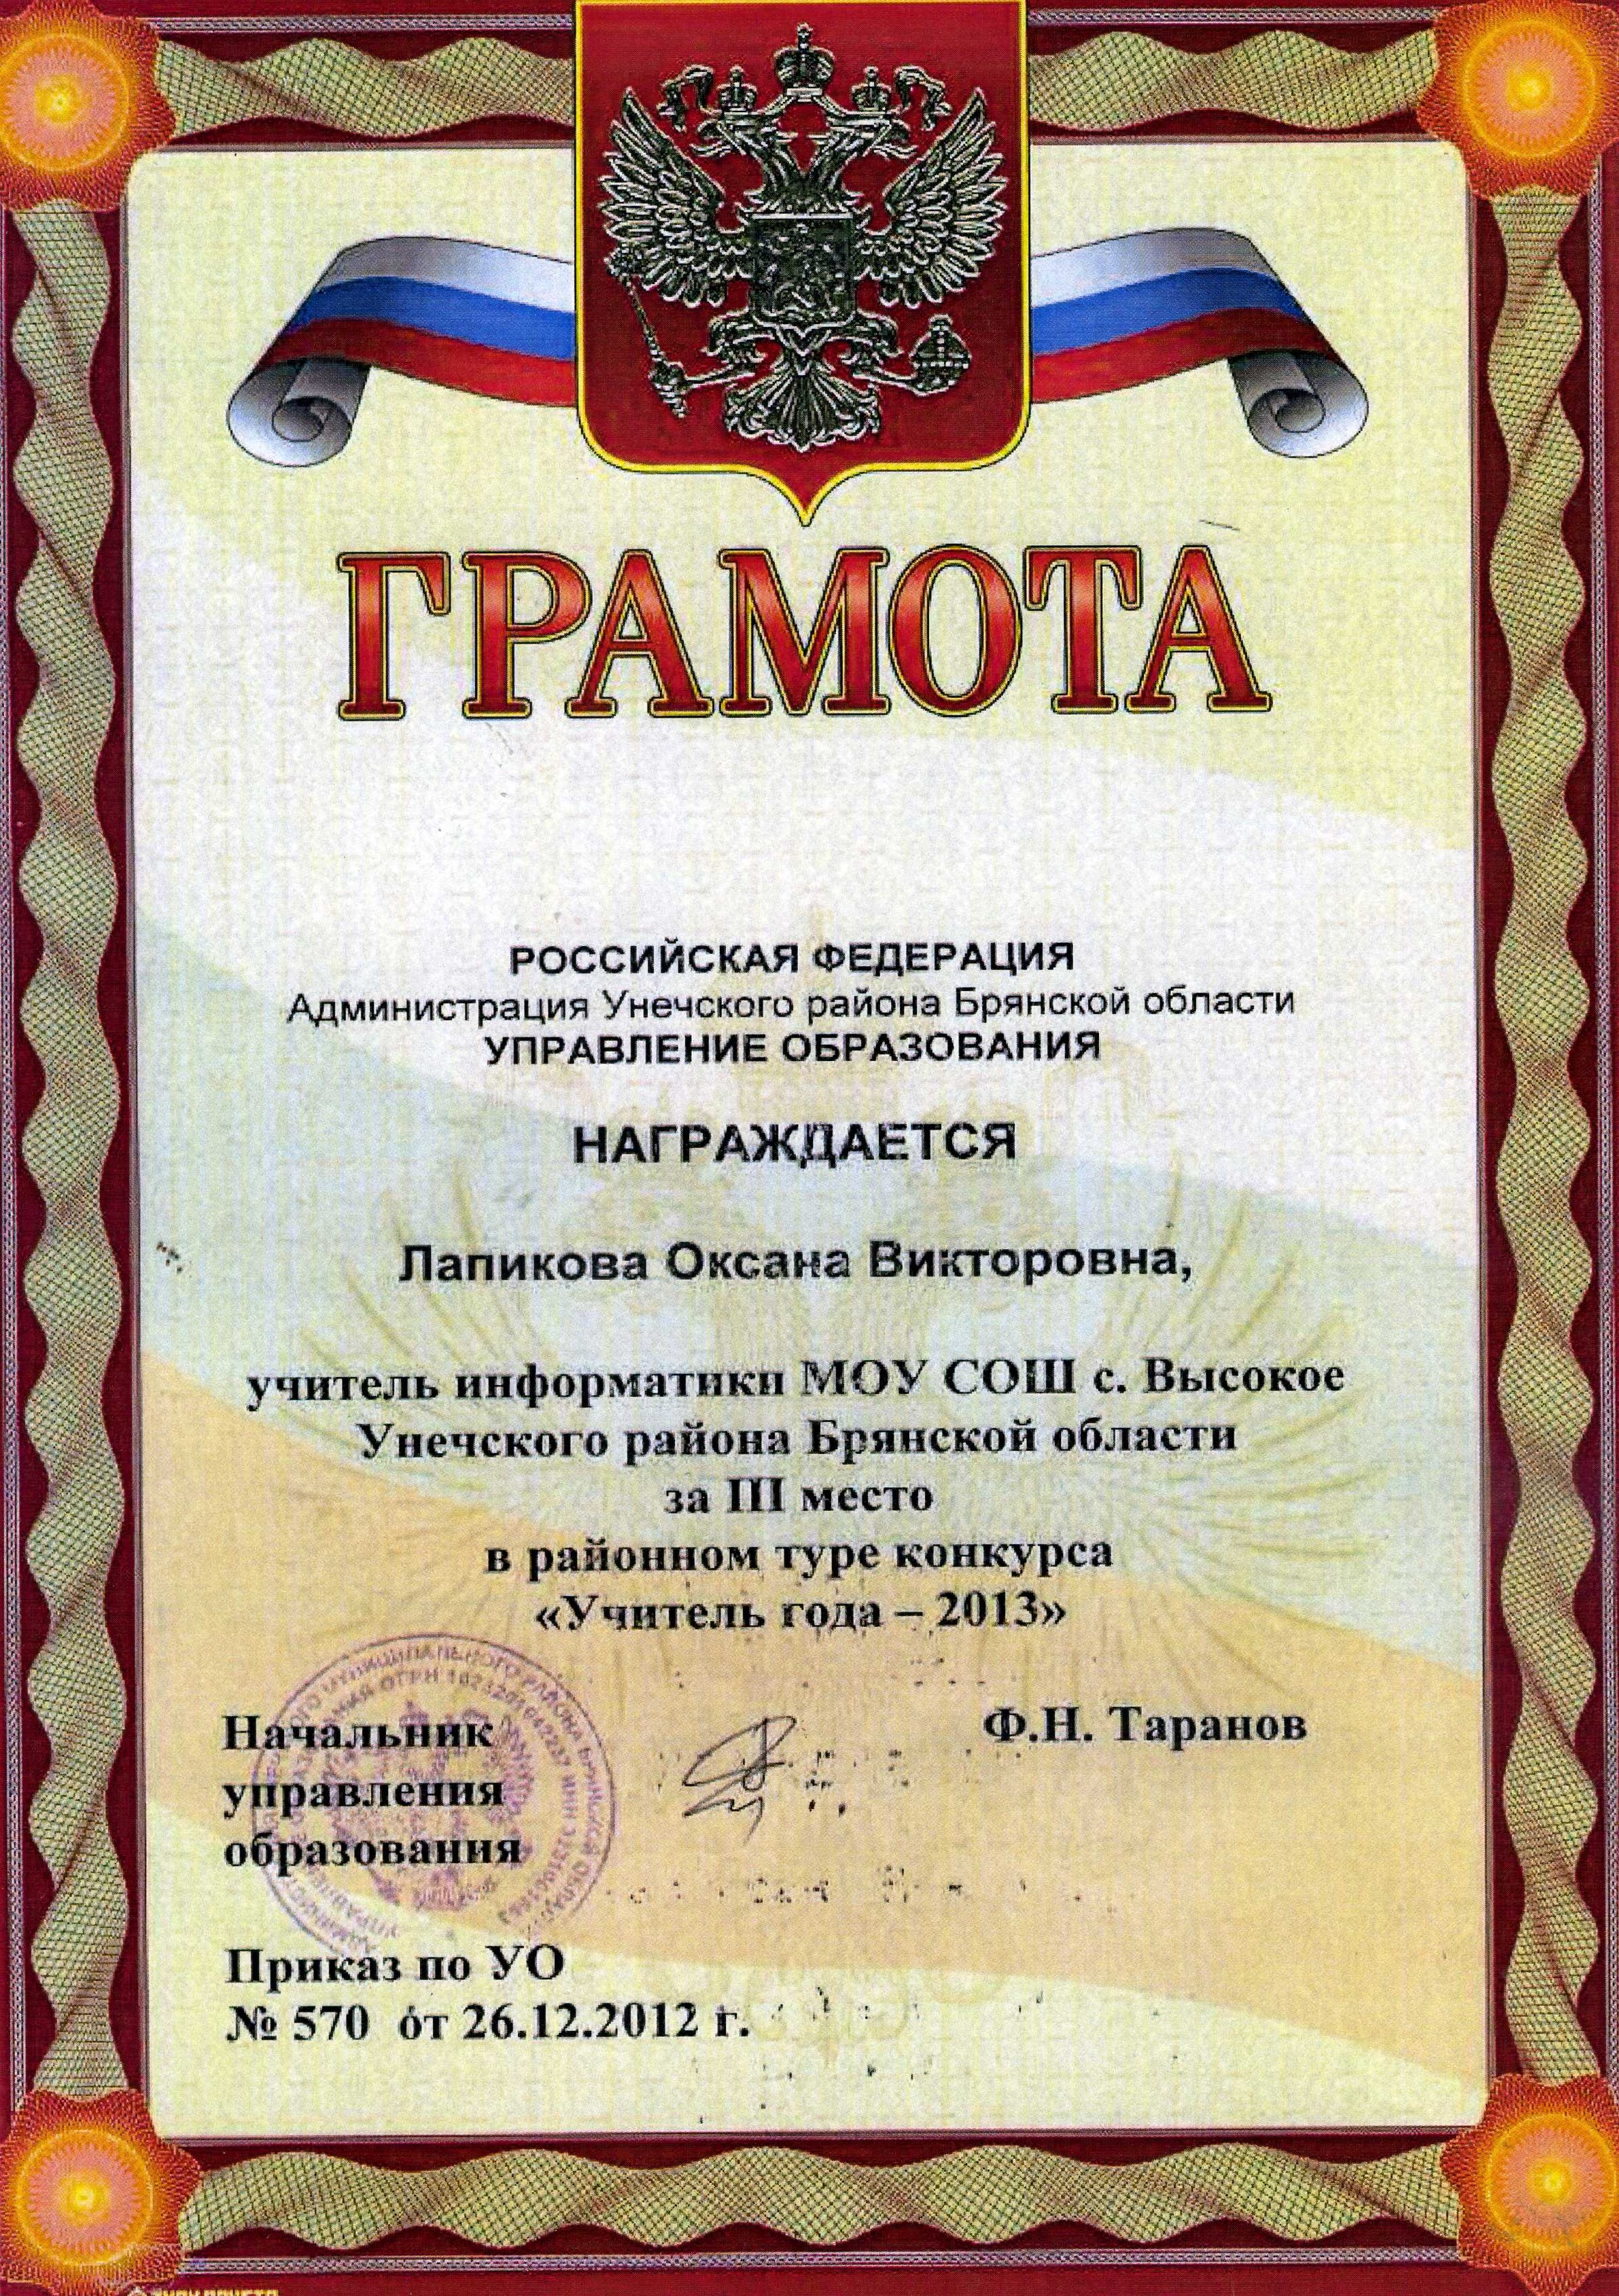 ГРАМОТА
РОССИЙСКАЯ ФЕДЕРАЦИЯ
Администрация Унечского района Брянской области
УПРАВЛЕНИЕ ОБРАЗОВАНИЯ
НАГРАЖДАЕТСЯ
Лапикова Оксана Викторовна,
учитель информатики МОУ СОШ с. Высокое
Унечского района Брянской области
за III место
в районном туре конкурса
«Учитель года – 2013»
Начальник
управления
образования
Ф.Н. Таранов
Приказ по УО
№ 570 от 26.12.2012 г.